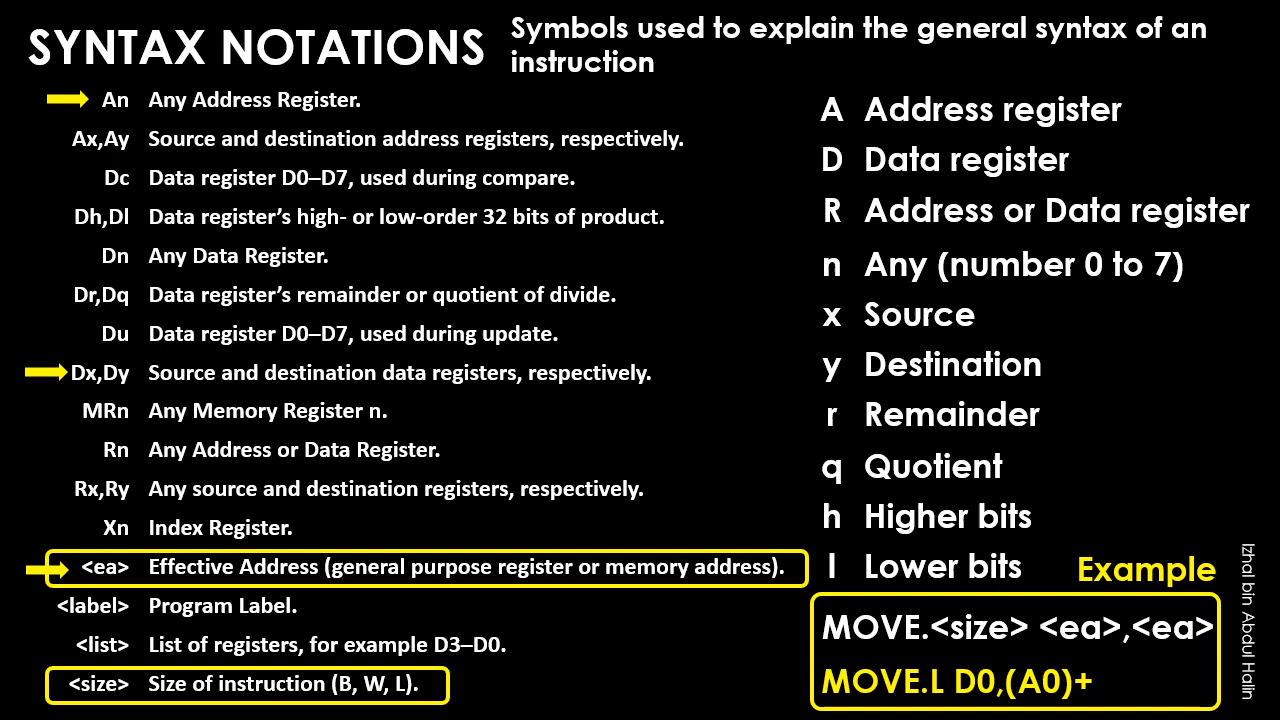 SYNTAX NOTATIONS
Symbols used to explain the general syntax of an
instruction
An Any Address Register.
Ax,Ay Source and destination address registers, respectively.
Dc Data register D0–D7, used during compare.
Dh,Dl Data register’s high- or low-order 32 bits of product.
Dn Any Data Register.
Dr,Dq Data register’s remainder or quotient of divide.
Du Data register D0–D7, used during update.
Dx,Dy Source and destination data registers, respectively.
MRn Any Memory Register n.
Rn Any Address or Data Register.
Rx,Ry Any source and destination registers, respectively.
Xn Index Register.
<ea> Effective Address (general purpose register or memory address).
<label> Program Label.
<list> List of registers, for example D3–D0.
<size> Size of instruction (B, W, L).
A Address register
D Data register
R Address or Data register
n Any (number 0 to 7)
x Source
y Destination
r Remainder
q Quotient
h Higher bits
l Lower bits
Example
MOVE.<size> <ea>,<ea>
MOVE.L D0,(A0)+
Izhal bin Abdul Halin